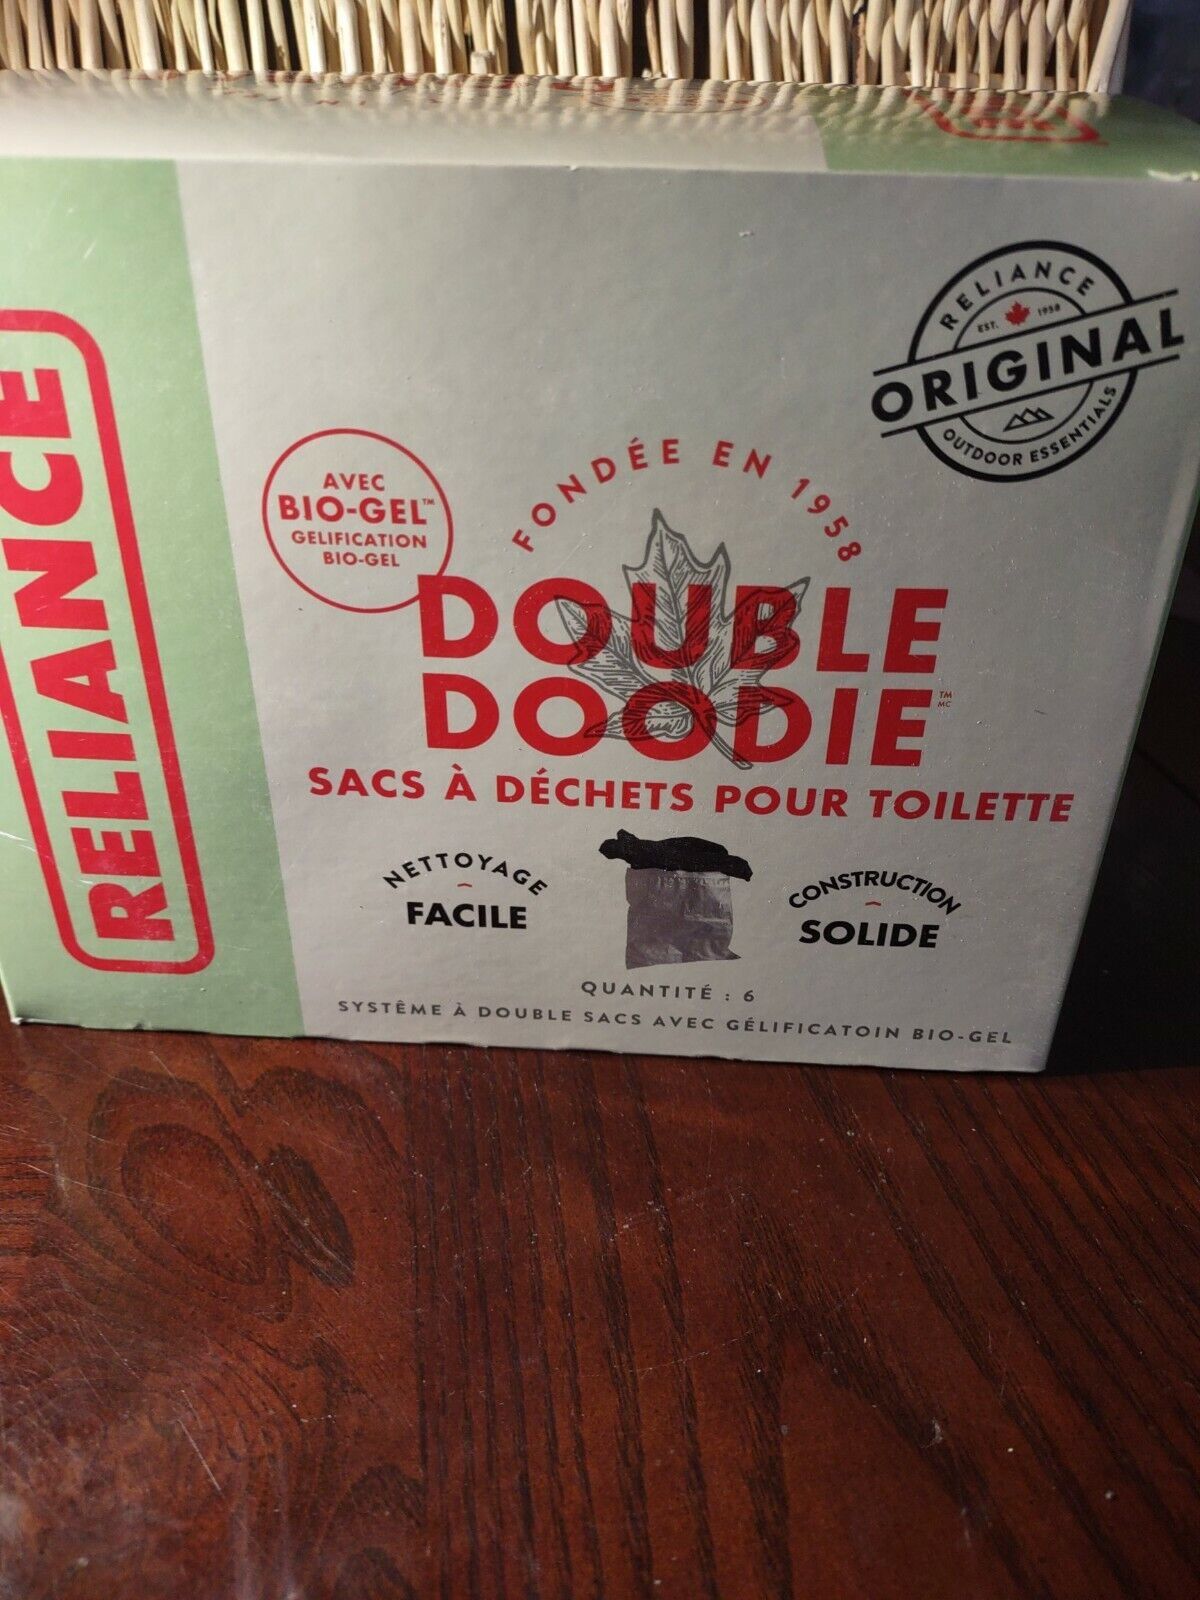 RELIANCE
RELIANCE
EST. 1958
ORIGINAL
OUTDOOR ESSENTIALS
AVEC
BIO-GEL™
GELIFICATION
BIO-GEL
FONDÉE EN 1958
DOUBLE
DOODIE
TM
MC
SACS À DÉCHETS POUR TOILETTE
NETTOYAGE
FACILE
CONSTRUCTION
SOLIDE
QUANTITÉ : 6
SYSTÊME À DOUBLE SACS AVEC GÉLIFICATOIN BIO-GEL